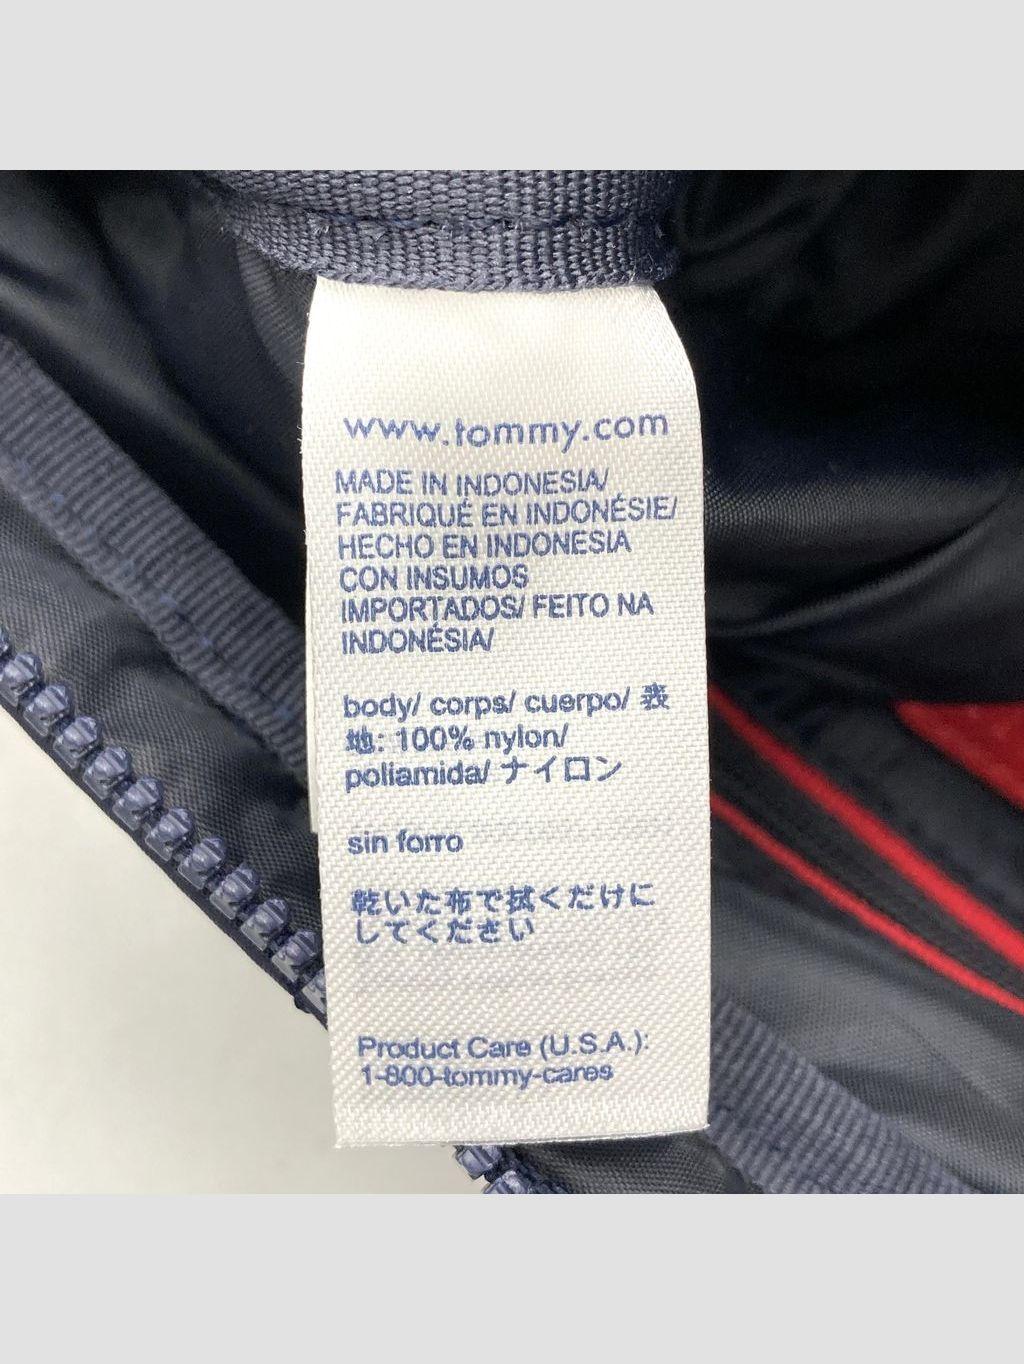 www.tommy.com
MADE IN INDONESIA/
FABRIQUÉ EN INDONÉSIE/
HECHO EN INDONESIA
CON INSUMOS
IMPORTADOS/ FEITO NA
INDONÉSIA/
body/ corps/ cuerpo/ 表
地: 100% nylon/
poliamida/ ナイロン
sin forro
乾いた布で拭くだけに
してください
Product Care (U.S.A.):
1-800-tommy-cares